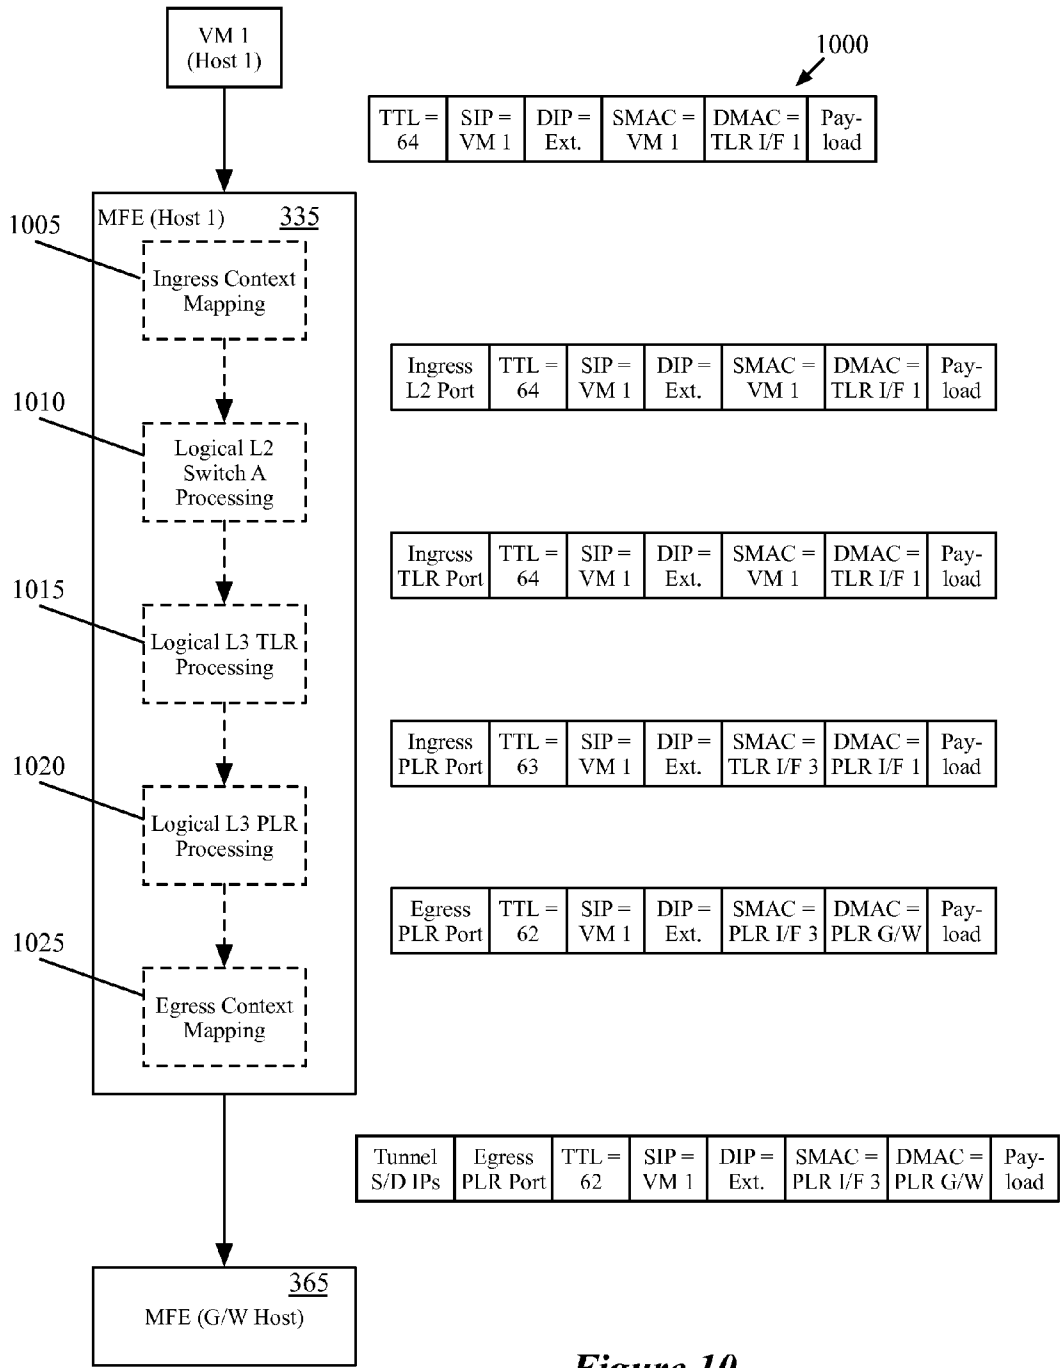 VM 1
(Host 1)
1000
TTL = 64 | SIP = VM 1 | DIP = Ext. | SMAC = VM 1 | DMAC = TLR I/F 1 | Pay-load
MFE (Host 1) 335
1005
Ingress Context
Mapping
Ingress L2 Port | TTL = 64 | SIP = VM 1 | DIP = Ext. | SMAC = VM 1 | DMAC = TLR I/F 1 | Pay-load
1010
Logical L2
Switch A
Processing
Ingress TLR Port | TTL = 64 | SIP = VM 1 | DIP = Ext. | SMAC = VM 1 | DMAC = TLR I/F 1 | Pay-load
1015
Logical L3 TLR
Processing
Ingress PLR Port | TTL = 63 | SIP = VM 1 | DIP = Ext. | SMAC = TLR I/F 3 | DMAC = PLR I/F 1 | Pay-load
1020
Logical L3 PLR
Processing
Egress PLR Port | TTL = 62 | SIP = VM 1 | DIP = Ext. | SMAC = PLR I/F 3 | DMAC = PLR G/W | Pay-load
1025
Egress Context
Mapping
Tunnel S/D IPs | Egress PLR Port | TTL = 62 | SIP = VM 1 | DIP = Ext. | SMAC = PLR I/F 3 | DMAC = PLR G/W | Pay-load
365
MFE (G/W Host)
Figure 10